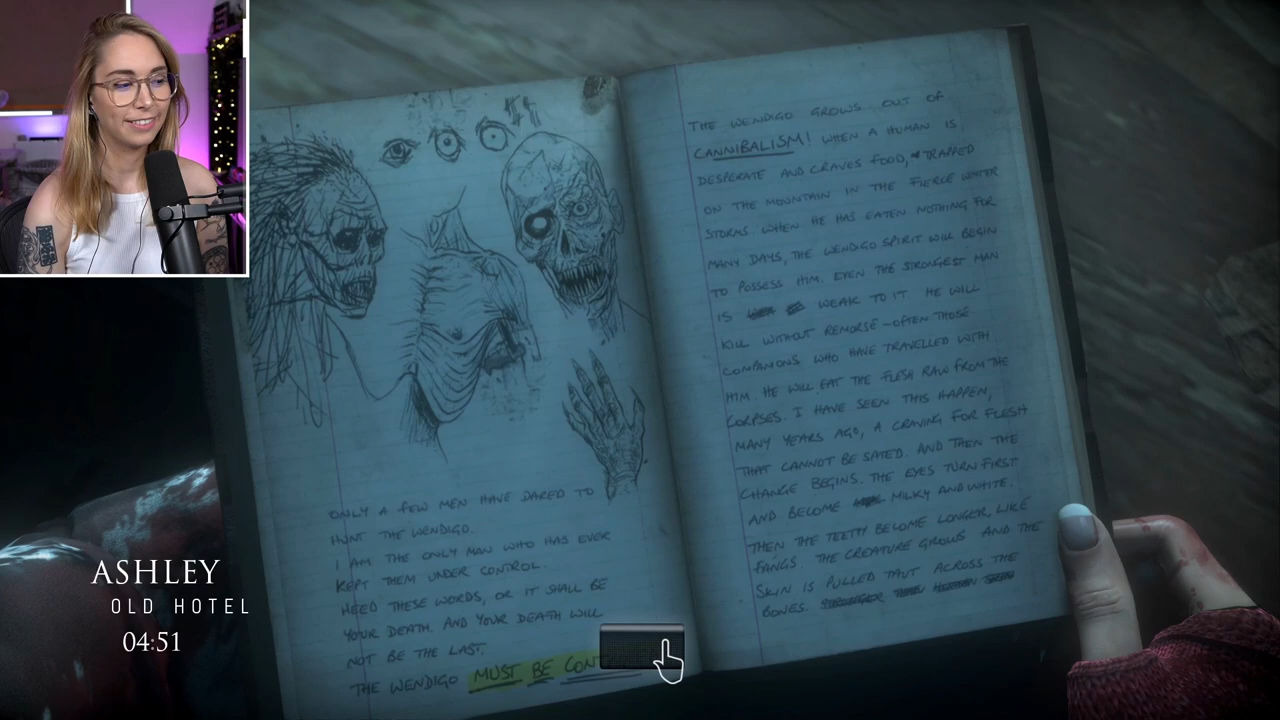 ONLY A FEW MEN HAVE DARED TO
HUNT THE WENDIGO.
I AM THE ONLY MAN WHO HAS EVER
KEPT THEM UNDER CONTROL.
HEED THESE WORDS, OR IT SHALL BE
YOUR DEATH. AND YOUR DEATH WILL
NOT BE THE LAST.
THE WENDIGO MUST BE
THE WENDIGO GROWS OUT OF
CANNIBALISM! WHEN A HUMAN IS
DESPERATE AND CRAVES FOOD, TRAPPED
ON THE MOUNTAIN IN THE FIERCE WINTER
STORMS WHEN HE HAS EATEN NOTHING FOR
MANY DAYS, THE WENDIGO SPIRIT WILL BEGIN
TO POSSESS HIM. EVEN THE STRONGEST MAN
IS WEAK TO IT. HE WILL
KILL WITHOUT REMORSE - OFTEN THOSE
COMPANIONS WHO HAVE TRAVELLED WITH
HIM. HE WILL EAT THE FLESH RAW FROM THE
CORPSES. I HAVE SEEN THIS HAPPEN,
MANY YEARS AGO, A CRAVING FOR FLESH
THAT CANNOT BE SATED. AND THEN THE
CHANGE BEGINS. THE EYES TURN FIRST
AND BECOME MILKY AND WHITE.
THEN THE TEETH BECOME LONGER, LIKE
FANGS. THE CREATURE GROWS AND THE
SKIN IS PULLED TAUT ACROSS THE
BONES.
ASHLEY
OLD HOTEL
04:51